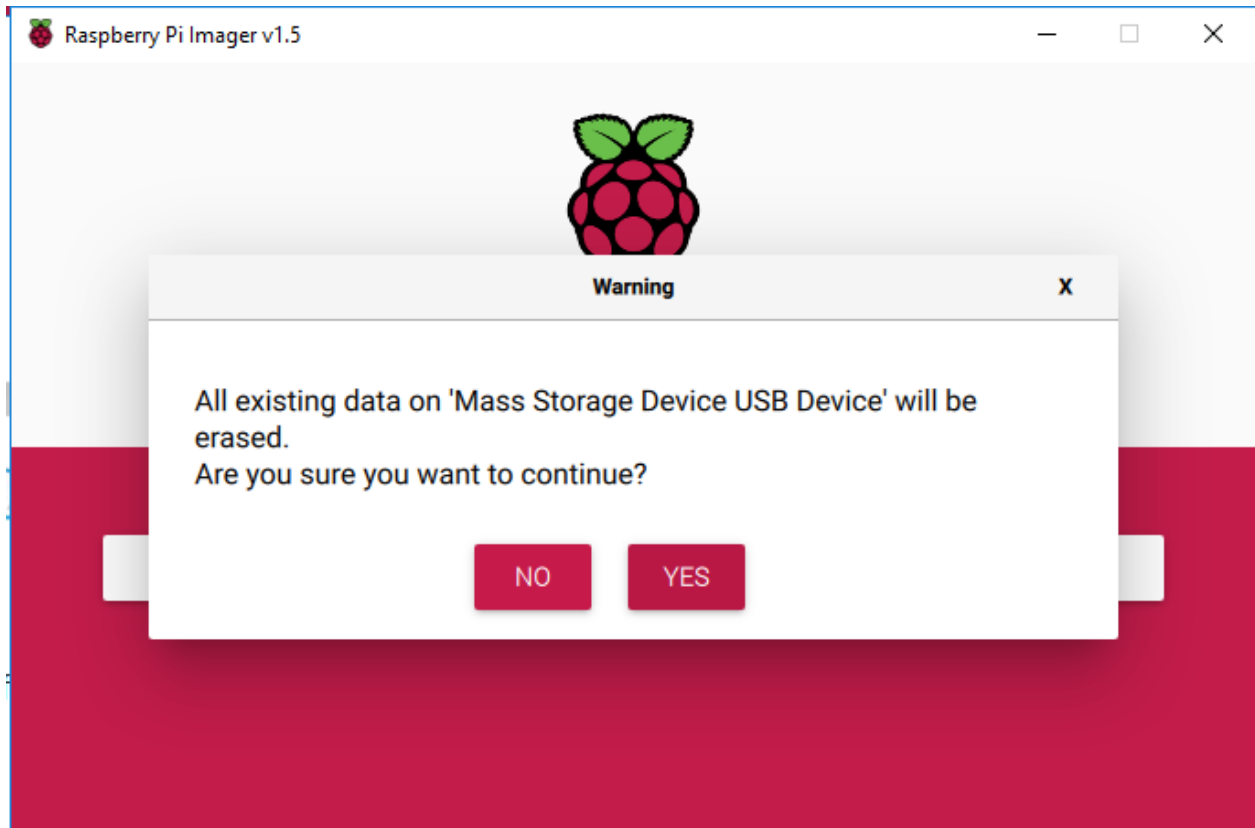 Raspberry Pi Imager v1.5
Warning
X
All existing data on 'Mass Storage Device USB Device' will be
erased.
Are you sure you want to continue?
NO YES